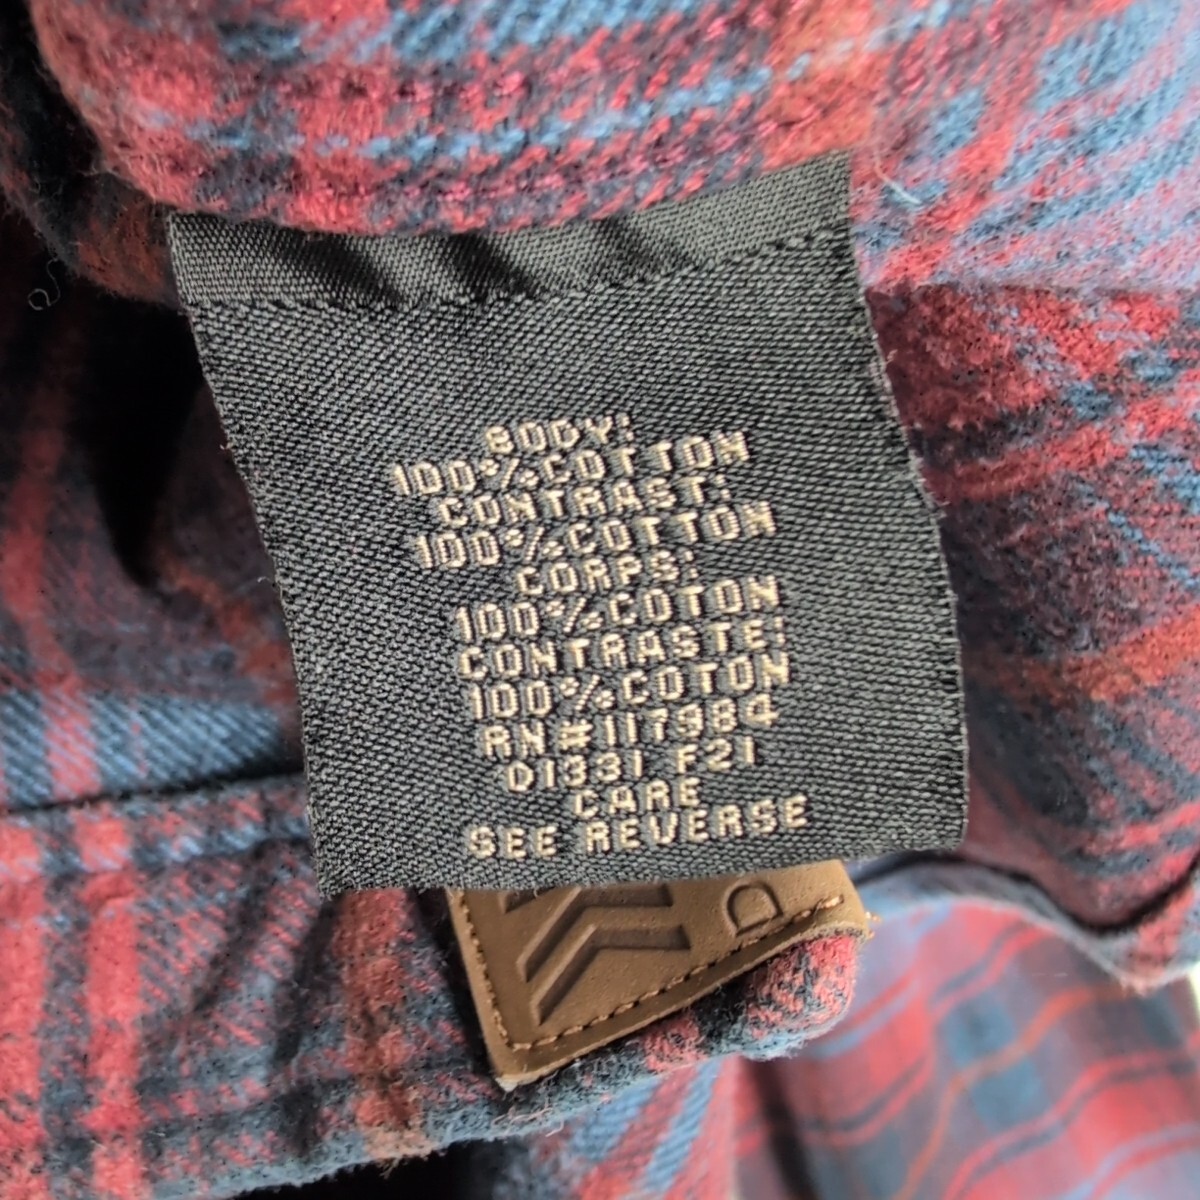 BODY:
100%COTTON
CONTRAST:
100%COTTON
CORPS:
100%COTON
CONTRASTE:
100%COTON
RN#117984
D1331 F21
CARE
SEE REVERSE
D